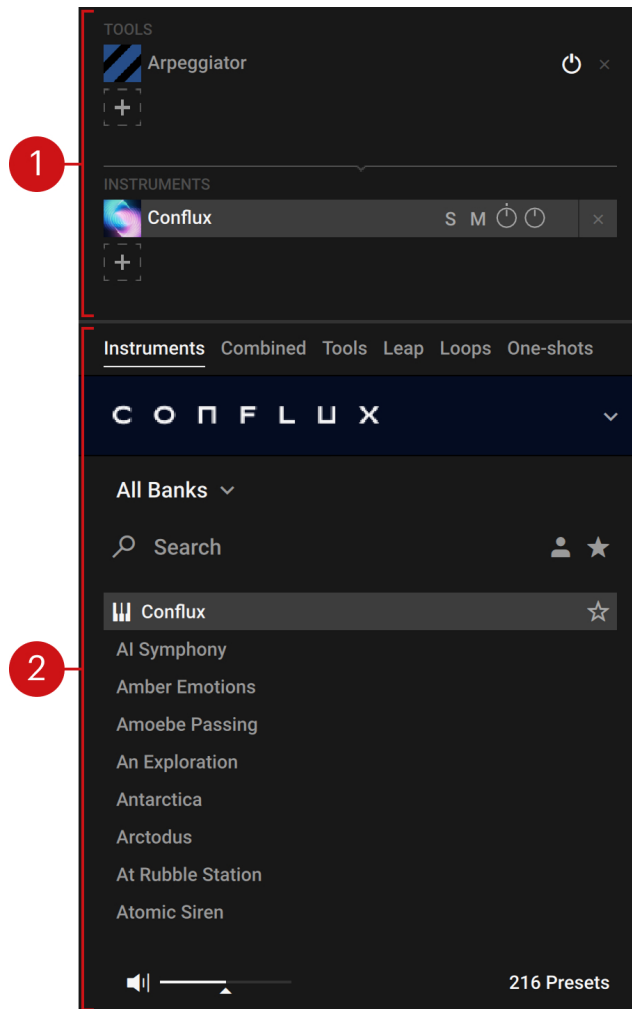 TOOLS
Arpeggiator
1
INSTRUMENTS
Conflux S M
Instruments Combined Tools Leap Loops One-shots
CONFLUX
All Banks
Search
Conflux
AI Symphony
2
Amber Emotions
Amoebe Passing
An Exploration
Antarctica
Arctodus
At Rubble Station
Atomic Siren
216 Presets